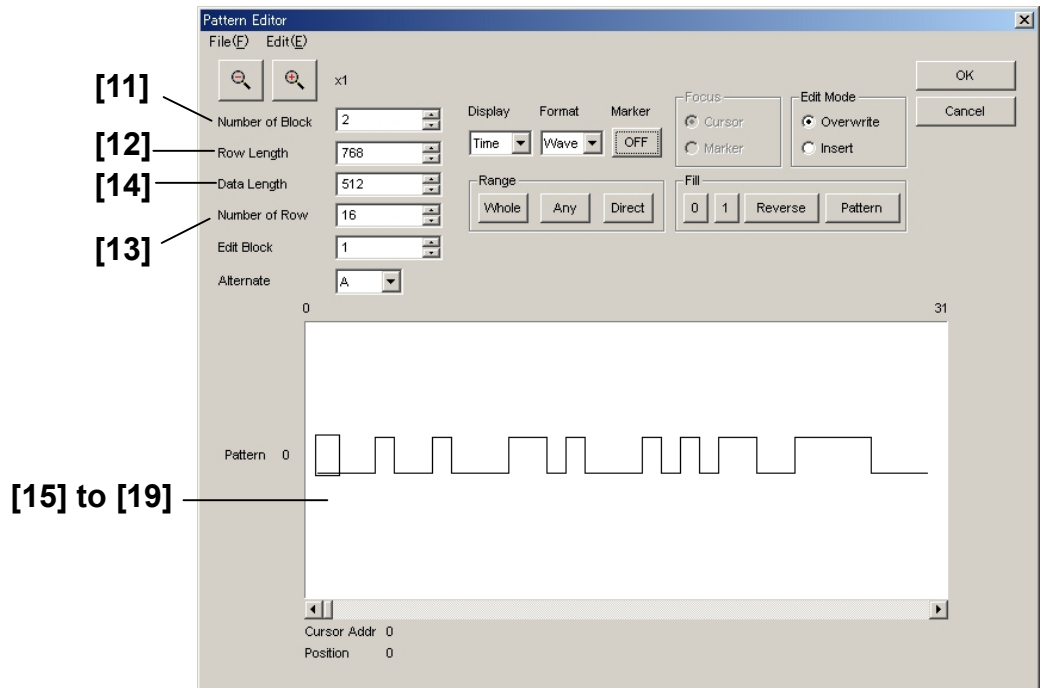 Pattern Editor
File(F) Edit(E)
x1
OK
[11]
Number of Block 2
Display Format Marker
Focus
Edit Mode
Cancel
Cursor
Overwrite
[12]
Row Length 768
Time Wave OFF
Marker
Insert
[14]
Data Length 512
Range
Fill
[13]
Number of Row 16
Whole Any Direct
0 1 Reverse Pattern
Edit Block 1
Alternate A
0 31
Pattern 0
[15] to [19]
Cursor Addr 0
Position 0